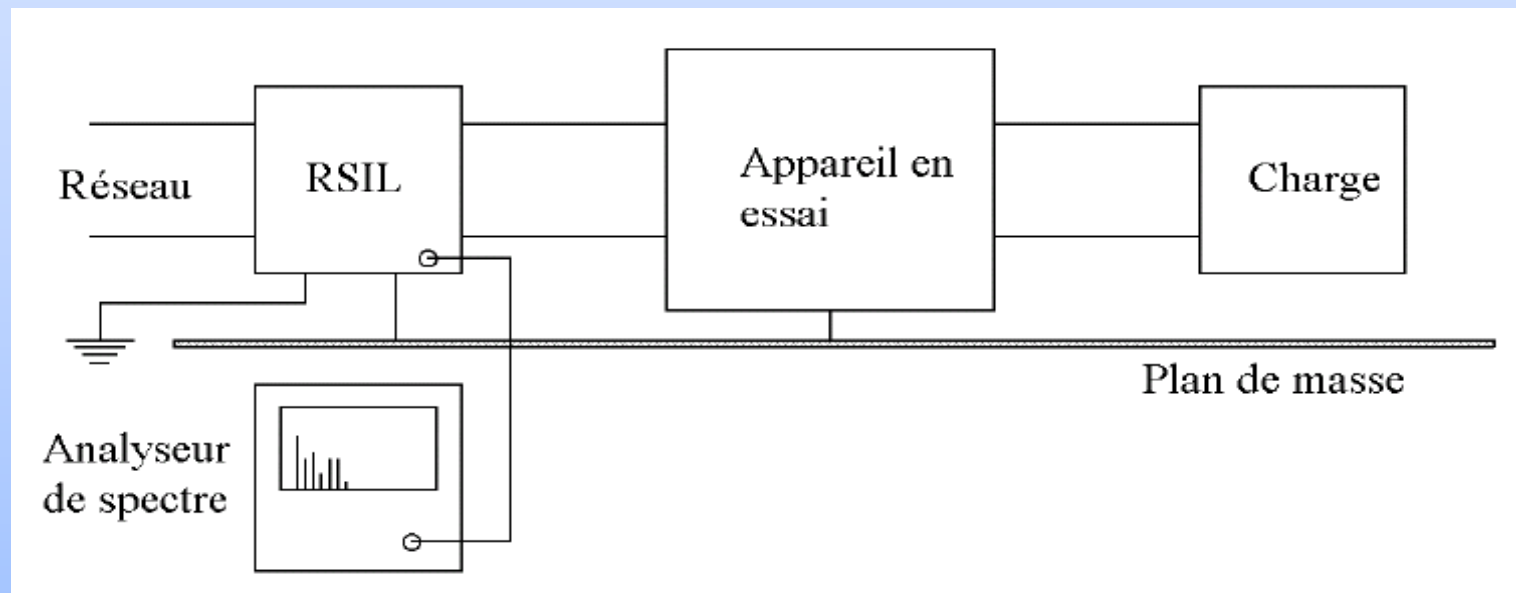 Réseau
RSIL
Appareil en
essai
Charge
Plan de masse
Analyseur
de spectre